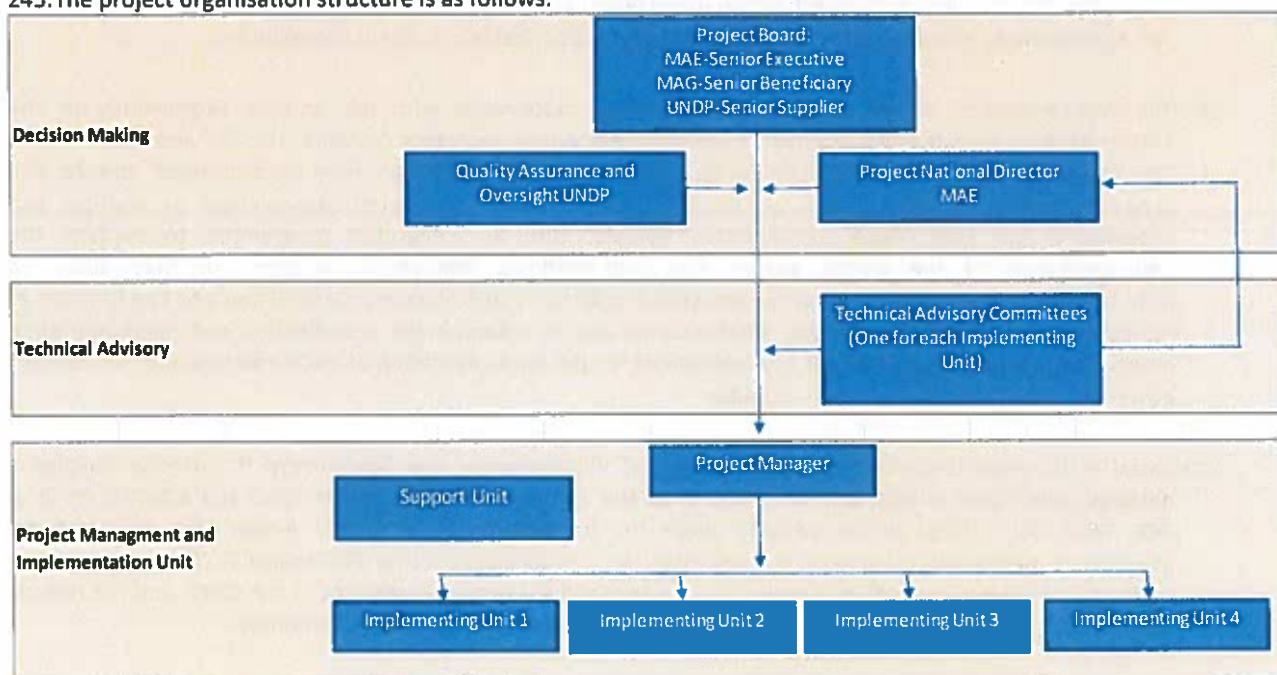 245. The project organisation structure is as follows:
Project Board:
MAE-Senior Executive
MAG-Senior Beneficiary
UNDP-Senior Supplier
Decision Making
Quality Assurance and
Oversight UNDP
Project National Director
MAE
Technical Advisory Committees
(One for each Implementing
Unit)
Technical Advisory
Project Manager
Support Unit
Project Managment and
Implementation Unit
Implementing Unit 1
Implementing Unit 2
Implementing Unit 3
Implementing Unit 4